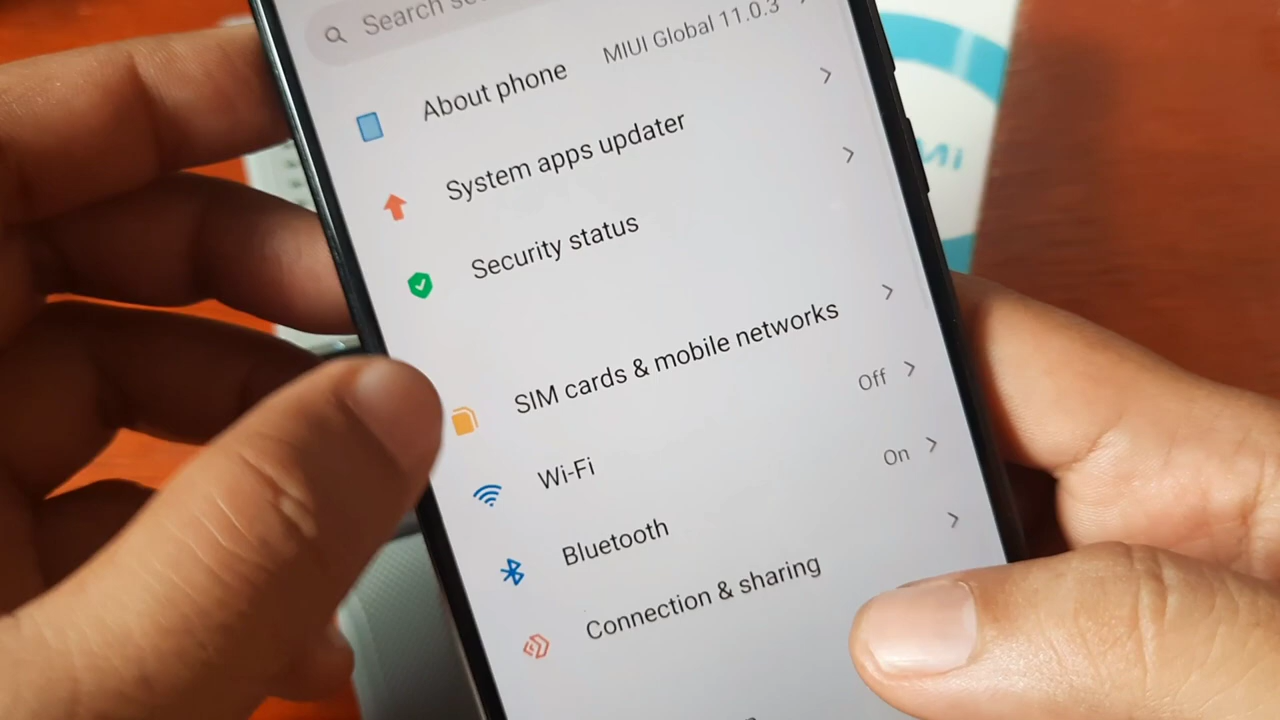 Search
About phone MIUI Global 11.0.3
System apps updater
Security status
SIM cards & mobile networks
Wi-Fi Off
Bluetooth On
Connection & sharing